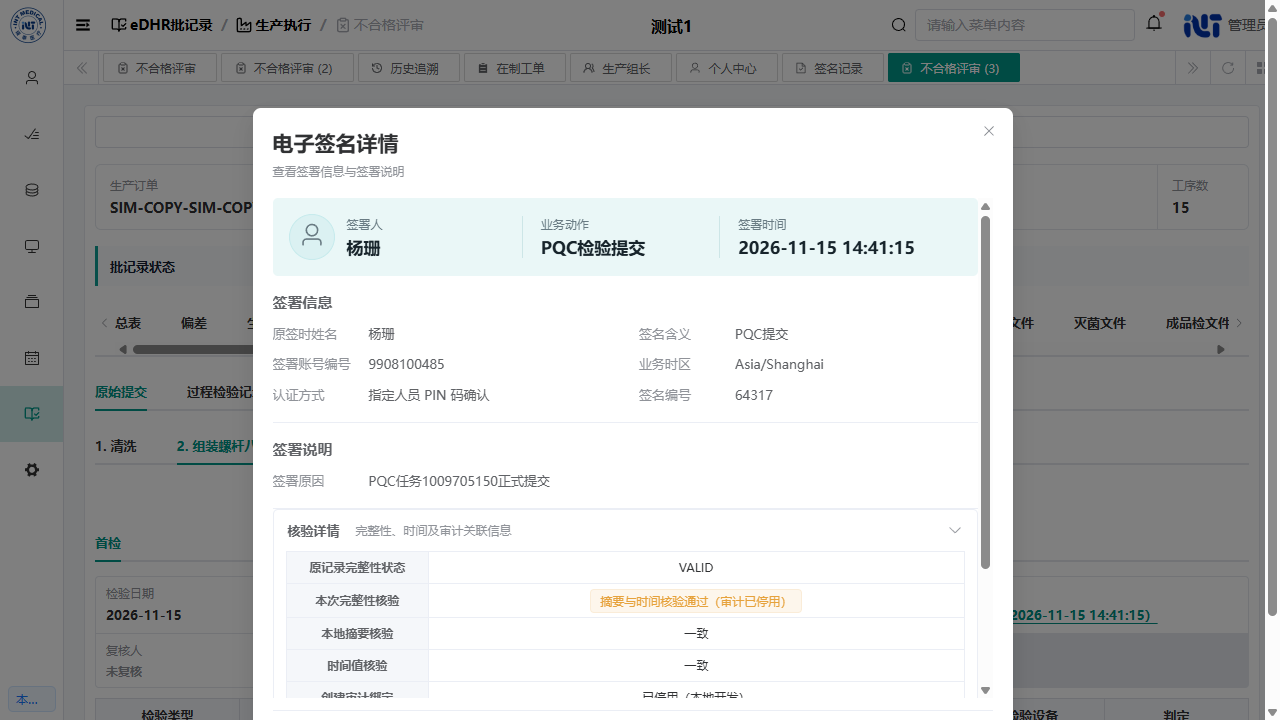 eDHR批记录 / 生产执行 / 不合格评审
测试1
请输入菜单内容
管理员
不合格评审
不合格评审 (2)
历史追溯
在制工单
生产组长
个人中心
签名记录
不合格评审 (3)
生产订单
SIM-COPY-SIM-COP
工序数
15
批记录状态
总表
偏差
文件
灭菌文件
成品检文件
原始提交
过程检验记
1. 清洗
2. 组装螺杆
首检
检验日期
2026-11-15
2026-11-15 14:41:15)
复核人
未复核
检验类型
检验设备
判定
本...
电子签名详情
查看签署信息与签署说明
签署人
杨珊
业务动作
PQC检验提交
签署时间
2026-11-15 14:41:15
签署信息
原签时姓名 杨珊
签名含义 PQC提交
签署账号编号 9908100485
业务时区 Asia/Shanghai
认证方式 指定人员 PIN 码确认
签名编号 64317
签署说明
签署原因 PQC任务1009705150正式提交
核验详情 完整性、时间及审计关联信息
原记录完整性状态 VALID
本次完整性核验 摘要与时间核验通过（审计已停用）
本地摘要核验 一致
时间值核验 一致
创建审计绑定 已停用（本地开发）